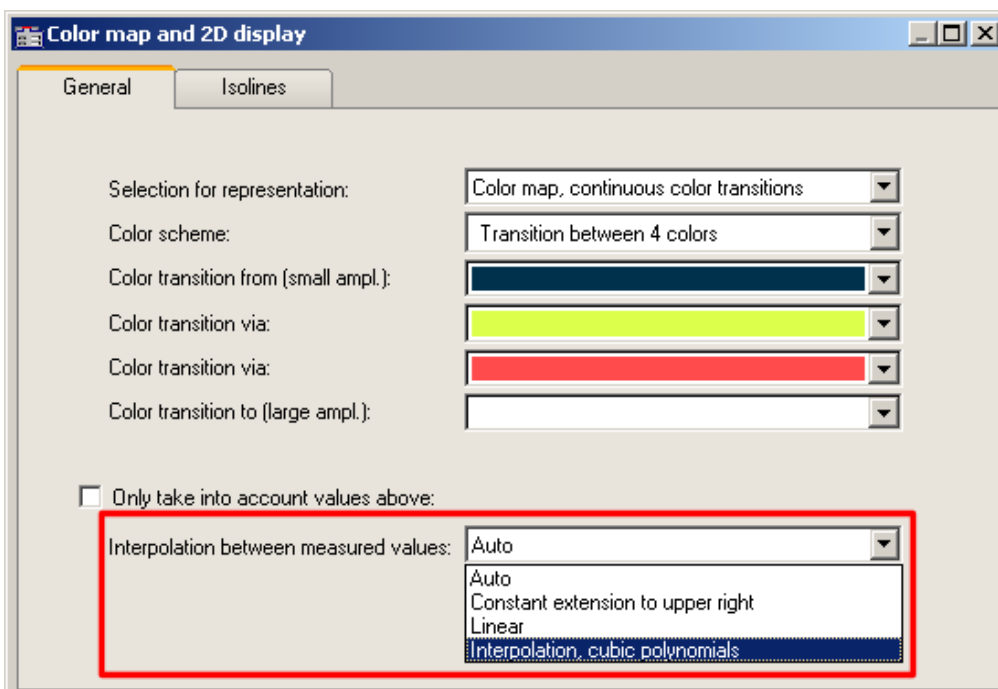 Color map and 2D display
General Isolines
Selection for representation: Color map, continuous color transitions
Color scheme: Transition between 4 colors
Color transition from (small ampl.):
Color transition via:
Color transition via:
Color transition to (large ampl.):
Only take into account values above:
Interpolation between measured values: Auto
Auto
Constant extension to upper right
Linear
Interpolation, cubic polynomials